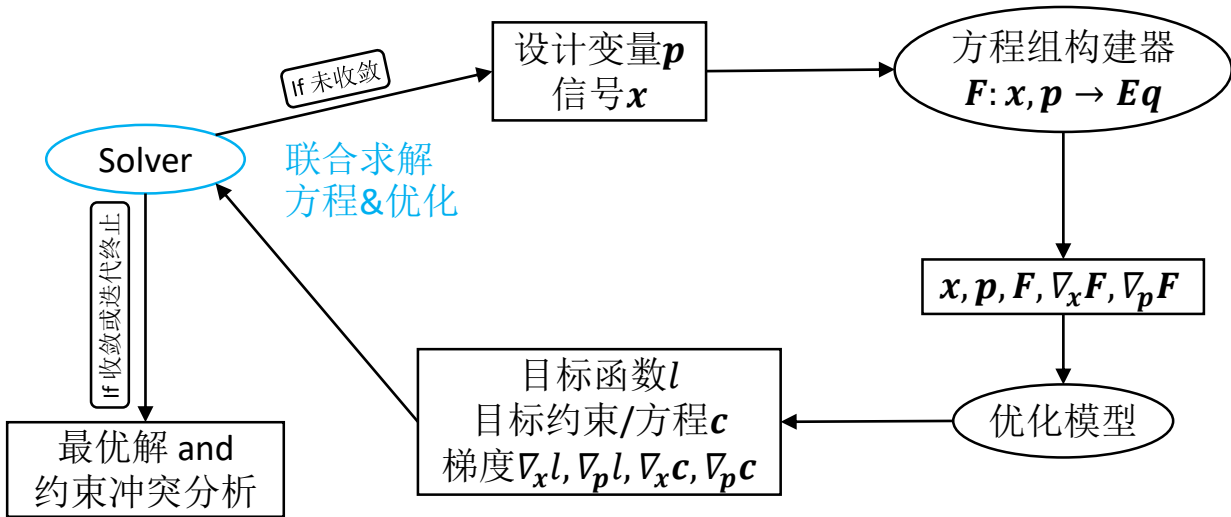 If 未收敛
设计变量p
信号x
方程组构建器
F: x, p → Eq
Solver
联合求解
方程&优化
x, p, F, ∇ₓF, ∇ₚF
If 收敛或迭代终止
目标函数l
目标约束/方程c
梯度∇ₓl, ∇ₚl, ∇ₓc, ∇ₚc
优化模型
最优解 and
约束冲突分析